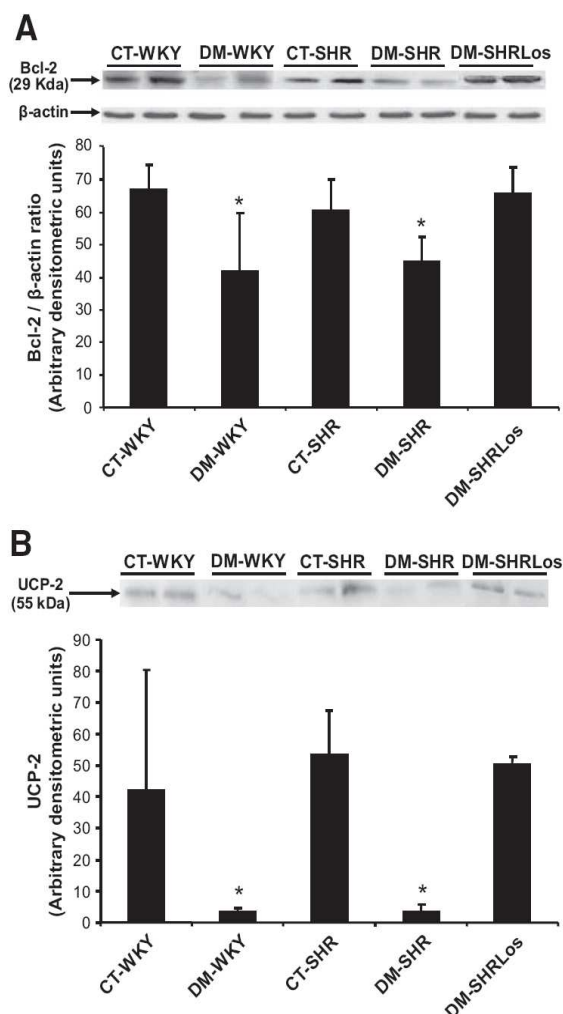 A
CT-WKY DM-WKY CT-SHR DM-SHR DM-SHRLos
Bcl-2
(29 Kda)
β-actin
Bcl-2 / β-actin ratio
(Arbitrary densitometric units)
80
70
60
50
40
30
20
10
0
* *
CT-WKY DM-WKY CT-SHR DM-SHR DM-SHRLos
B
CT-WKY DM-WKY CT-SHR DM-SHR DM-SHRLos
UCP-2
(55 kDa)
UCP-2
(Arbitrary densitometric units)
90
80
70
60
50
40
30
20
10
0
* *
CT-WKY DM-WKY CT-SHR DM-SHR DM-SHRLos